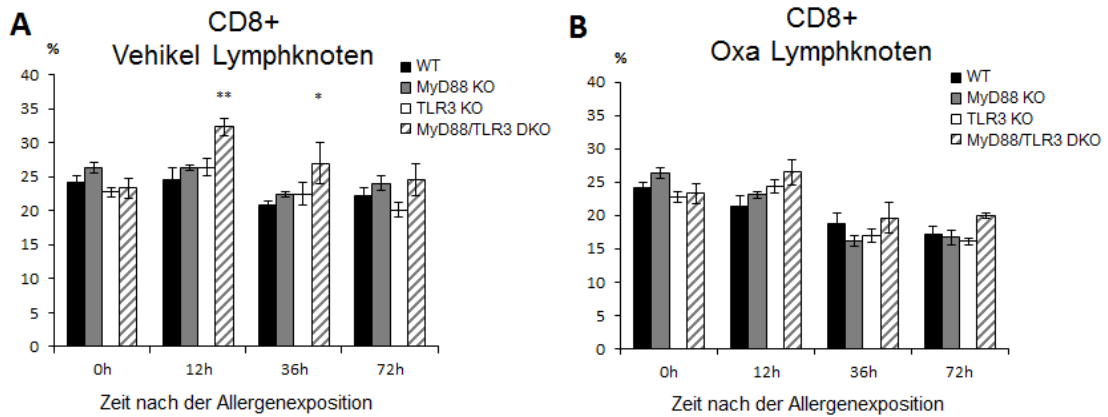 A
CD8+
Vehikel Lymphknoten
%
WT
MyD88 KO
TLR3 KO
MyD88/TLR3 DKO
40
35
30
25
20
15
10
5
0
**
*
0h 12h 36h 72h
Zeit nach der Allergenexposition
B
CD8+
Oxa Lymphknoten
%
WT
MyD88 KO
TLR3 KO
MyD88/TLR3 DKO
40
35
30
25
20
15
10
5
0
0h 12h 36h 72h
Zeit nach der Allergenexposition